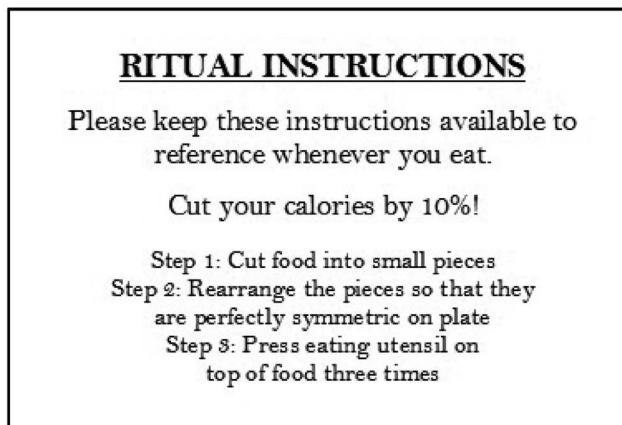 RITUAL INSTRUCTIONS
Please keep these instructions available to
reference whenever you eat.
Cut your calories by 10%!
Step 1: Cut food into small pieces
Step 2: Rearrange the pieces so that they
are perfectly symmetric on plate
Step 3: Press eating utensil on
top of food three times